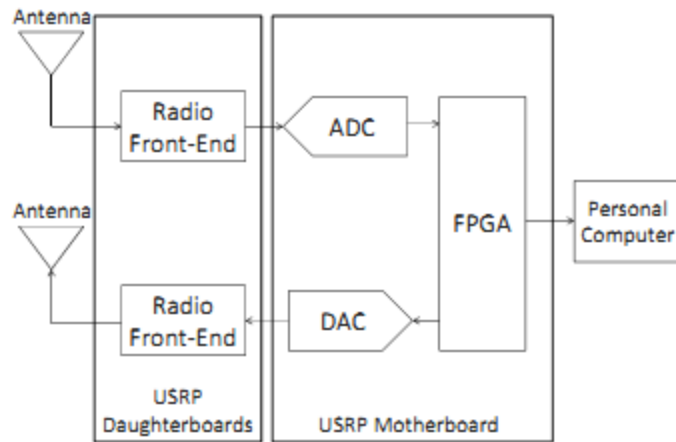 Antenna
Radio
Front-End
ADC
FPGA
Personal
Computer
Antenna
Radio
Front-End
DAC
USRP
Daughterboards
USRP Motherboard